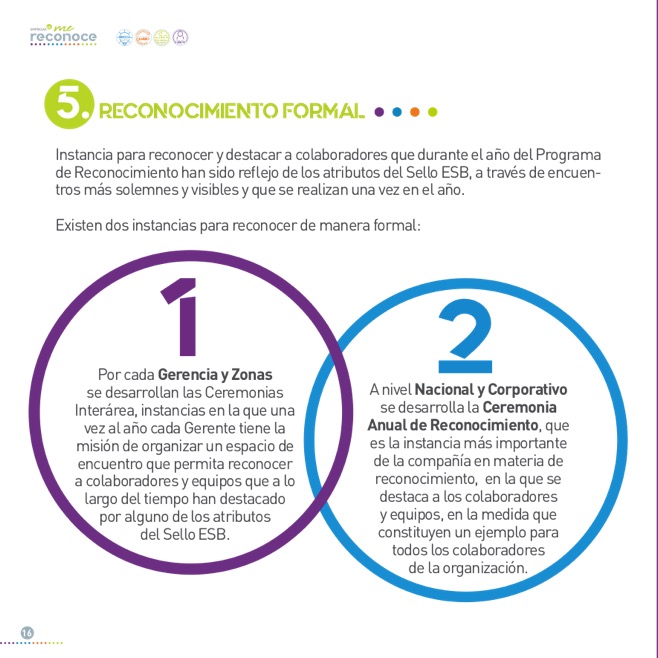 me
reconoce
5. RECONOCIMIENTO FORMAL
Instancia para reconocer y destacar a colaboradores que durante el año del Programa
de Reconocimiento han sido reflejo de los atributos del Sello ESB, a través de encuen-
tros más solemnes y visibles y que se realizan una vez en el año.
Existen dos instancias para reconocer de manera formal:
1
Por cada Gerencia y Zonas
se desarrollan las Ceremonias
Interárea, instancias en la que una
vez al año cada Gerente tiene la
misión de organizar un espacio de
encuentro que permita reconocer
a colaboradores y equipos que a lo
largo del tiempo han destacado
por alguno de los atributos
del Sello ESB.
2
A nivel Nacional y Corporativo
se desarrolla la Ceremonia
Anual de Reconocimiento, que
es la instancia más importante
de la compañía en materia de
reconocimiento, en la que se
destaca a los colaboradores
y equipos, en la medida que
constituyen un ejemplo para
todos los colaboradores
de la organización.
16